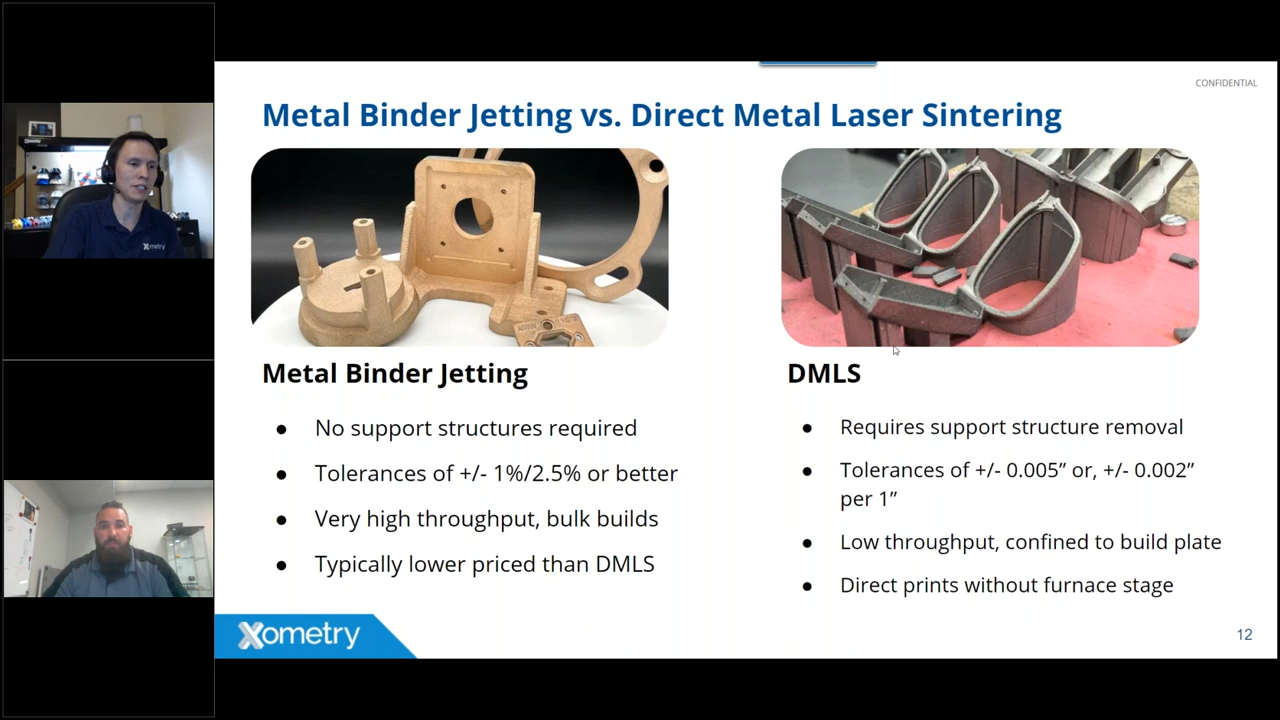 CONFIDENTIAL
Metal Binder Jetting vs. Direct Metal Laser Sintering
Metal Binder Jetting
● No support structures required
● Tolerances of +/- 1%/2.5% or better
● Very high throughput, bulk builds
● Typically lower priced than DMLS
DMLS
● Requires support structure removal
● Tolerances of +/- 0.005” or, +/- 0.002”
per 1”
● Low throughput, confined to build plate
● Direct prints without furnace stage
Xometry
12
Xometry